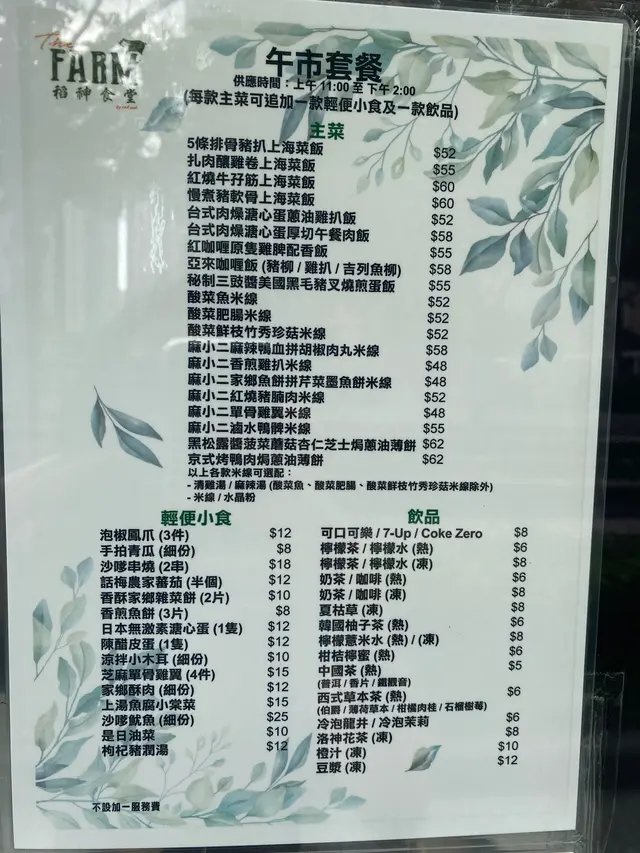 The
FARM
稻神食堂
午市套餐
供應時間：上午 11:00 至 下午 2:00
(每款主菜可追加一款輕便小食及一款飲品)
主菜
5條排骨豬扒上海菜飯 $52
扎肉釀雞卷上海菜飯 $55
紅燒牛孖筋上海菜飯 $60
慢煮豬軟骨上海菜飯 $60
台式肉燥溏心蛋蔥油雞扒飯 $52
台式肉燥溏心蛋厚切午餐肉飯 $58
紅咖喱原隻雞脾配香飯 $55
亞來咖喱飯 (豬柳 / 雞扒 / 吉列魚柳) $58
秘制三豉醬美國黑毛豬叉燒煎蛋飯 $55
酸菜魚米線 $52
酸菜肥腸米線 $52
酸菜鮮枝竹秀珍菇米線 $52
麻小二麻辣鴨血拼胡椒肉丸米線 $58
麻小二香煎雞扒米線 $48
麻小二家鄉魚餅拼芹菜墨魚餅米線 $48
麻小二紅燒豬腩肉米線 $52
麻小二單骨雞翼米線 $48
麻小二滷水鴨髀米線 $55
黑松露醬菠菜蘑菇杏仁芝士焗蔥油薄餅 $62
京式烤鴨肉焗蔥油薄餅 $62
以上各款米線可選配：
- 清雞湯 / 麻辣湯 (酸菜魚、酸菜肥腸、酸菜鮮枝竹秀珍菇米線除外)
- 米線 / 水晶粉
輕便小食
泡椒鳳爪 (3件) $12
手拍青瓜 (細份) $8
沙嗲串燒 (2串) $18
話梅農家蕃茄 (半個) $12
香酥家鄉雜菜餅 (2片) $10
香煎魚餅 (3片) $8
日本無激素溏心蛋 (1隻) $12
陳醋皮蛋 (1隻) $12
涼拌小木耳 (細份) $10
芝麻單骨雞翼 (4件) $15
家鄉酥肉 (細份) $12
上湯魚腐小棠菜 $15
沙嗲魷魚 (細份) $25
是日油菜 $10
枸杞豬潤湯 $12
飲品
可口可樂 / 7-Up / Coke Zero $8
檸檬茶 / 檸檬水 (熱) $6
檸檬茶 / 檸檬水 (凍) $8
奶茶 / 咖啡 (熱) $6
奶茶 / 咖啡 (凍) $8
夏枯草 (凍) $8
韓國柚子茶 (熱) $6
檸檬薏米水 (熱) / (凍) $8
柑桔檸蜜 (熱) $6
中國茶 (熱) $5
(普洱 / 香片 / 鐵觀音)
西式草本茶 (熱) $6
(伯爵 / 薄荷草本 / 柑橘肉桂 / 石榴樹莓)
冷泡龍井 / 冷泡茉莉 $6
洛神花茶 (凍) $8
橙汁 (凍) $10
豆漿 (凍) $12
不設加一服務費